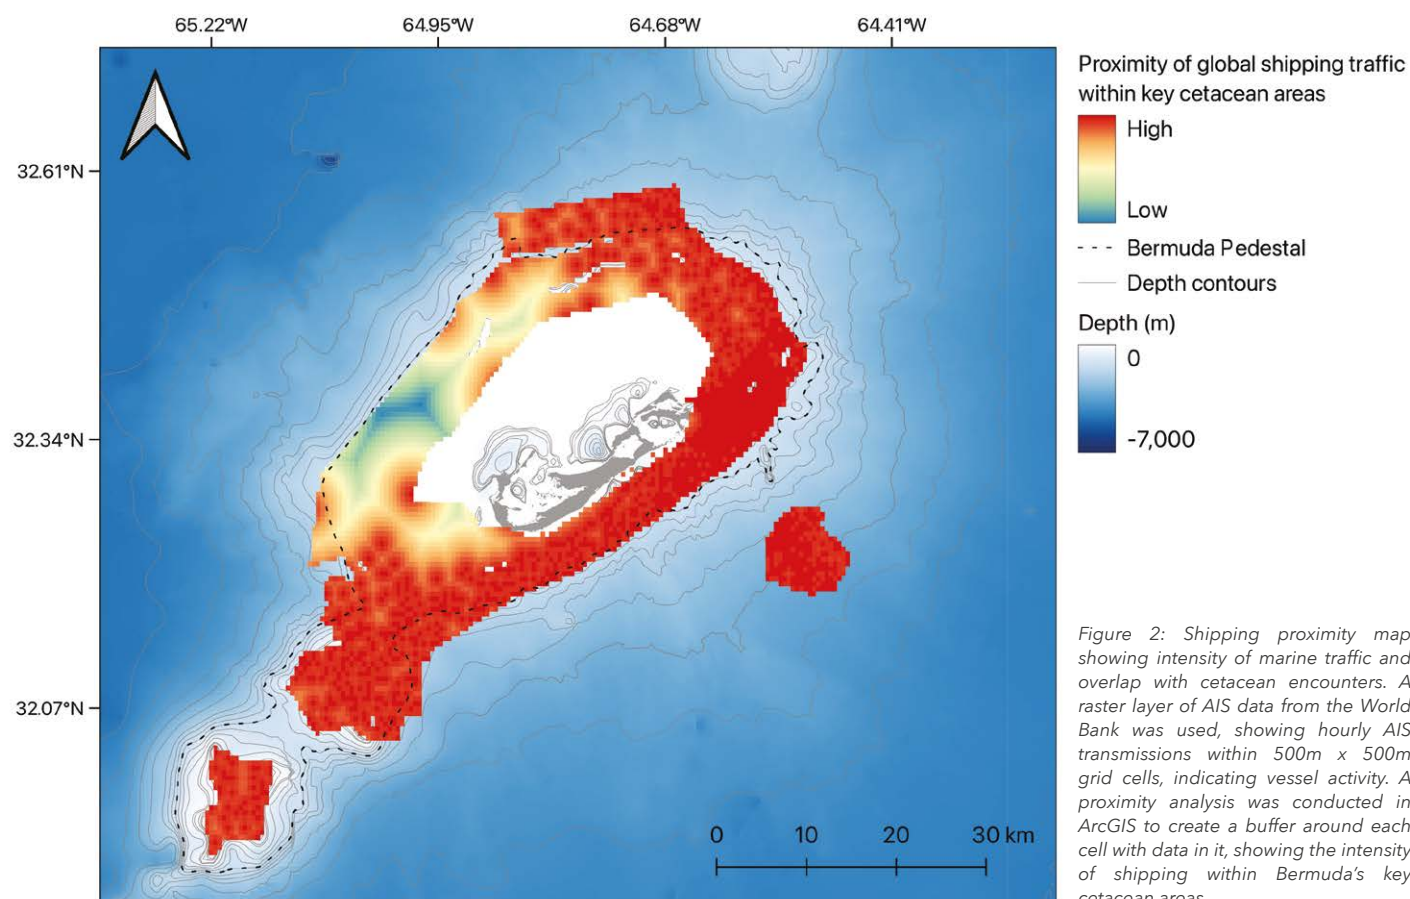 65.22°W 64.95°W 64.68°W 64.41°W
32.61°N
32.34°N
32.07°N
0 10 20 30 km
Proximity of global shipping traffic
within key cetacean areas
High
Low
Bermuda Pedestal
Depth contours
Depth (m)
0
-7,000
Figure 2: Shipping proximity map
showing intensity of marine traffic and
overlap with cetacean encounters. A
raster layer of AIS data from the World
Bank was used, showing hourly AIS
transmissions within 500m x 500m
grid cells, indicating vessel activity. A
proximity analysis was conducted in
ArcGIS to create a buffer around each
cell with data in it, showing the intensity
of shipping within Bermuda's key
cetacean areas